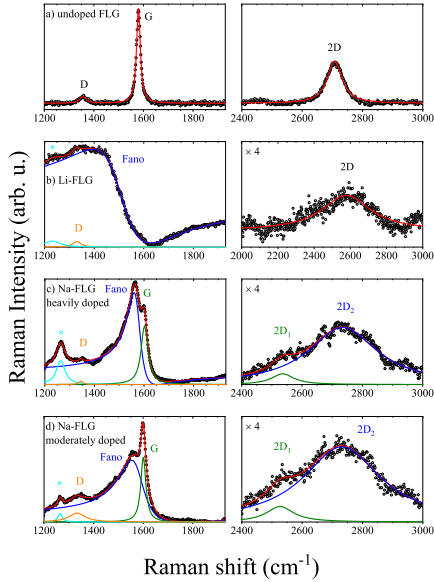 a) undoped FLG
D
G
2D
1200 1400 1600 1800
2400 2600 2800 3000
Fano
× 4
2D
*
b) Li-FLG
D
1200 1400 1600 1800
2000 2200 2400 2600 2800 3000
c) Na-FLG
heavily doped
Fano
G
*
D
× 4
2D1
2D2
1200 1400 1600 1800
2400 2600 2800 3000
d) Na-FLG
moderately doped
Fano
G
*
D
× 4
2D1
2D2
1200 1400 1600 1800
2400 2600 2800 3000
Raman Intensity (arb. u.)
Raman shift (cm-1)